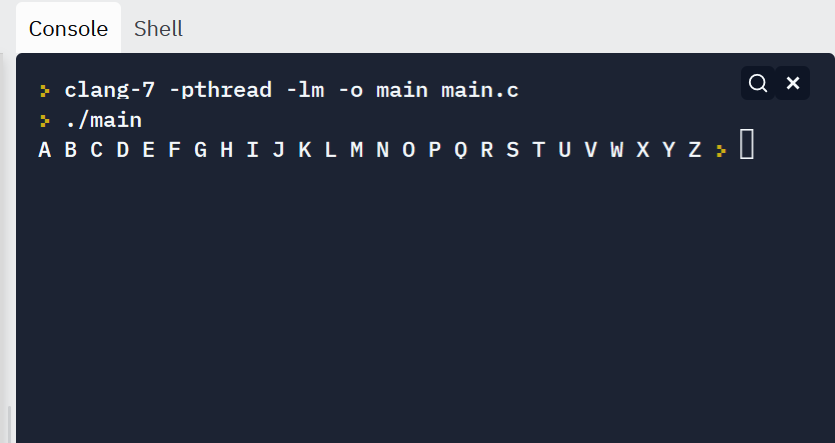 Console Shell
> clang-7 -pthread -lm -o main main.c
> ./main
A B C D E F G H I J K L M N O P Q R S T U V W X Y Z >